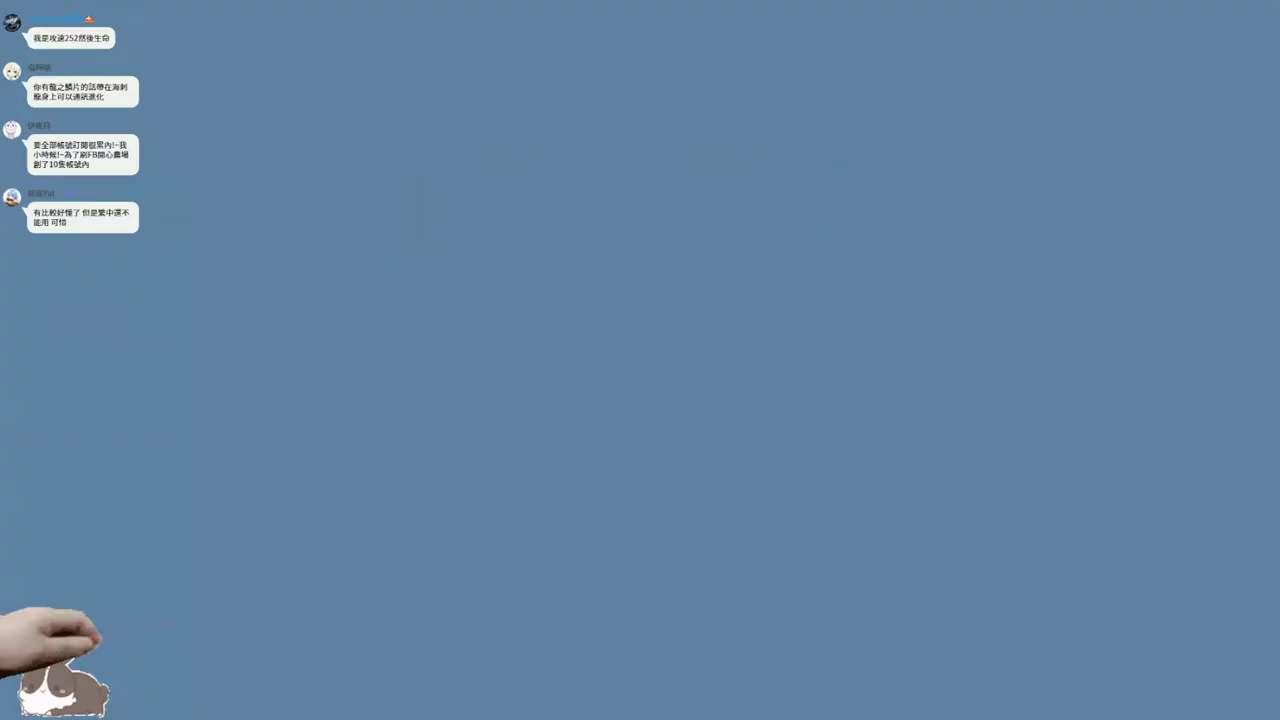 我是攻速252然後生命
你有龍之鱗片的話帶在海刺
龍身上可以通訊進化
要全部帳號訂閱很累內!~我
小時候!~為了刷FB開心農場
創了10隻帳號內
有比較好懂了 但是繁中還不
能用 可惜